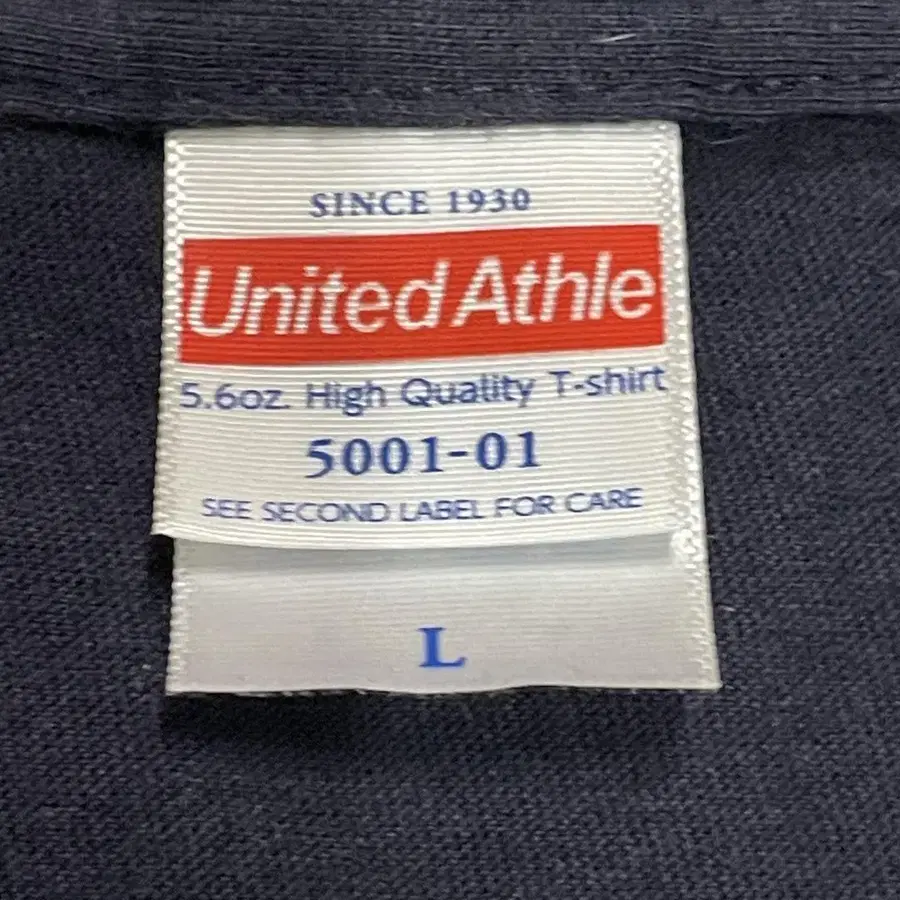 SINCE 1930
United Athle
5.6oz. High Quality T-shirt
5001-01
SEE SECOND LABEL FOR CARE
L